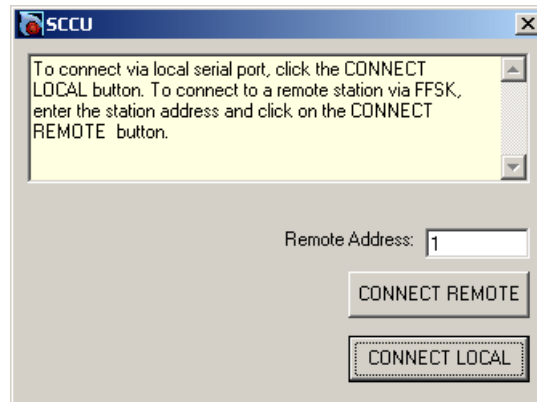 SCCU
To connect via local serial port, click the CONNECT
LOCAL button. To connect to a remote station via FFSK,
enter the station address and click on the CONNECT
REMOTE  button.
Remote Address: 1
CONNECT REMOTE
CONNECT LOCAL